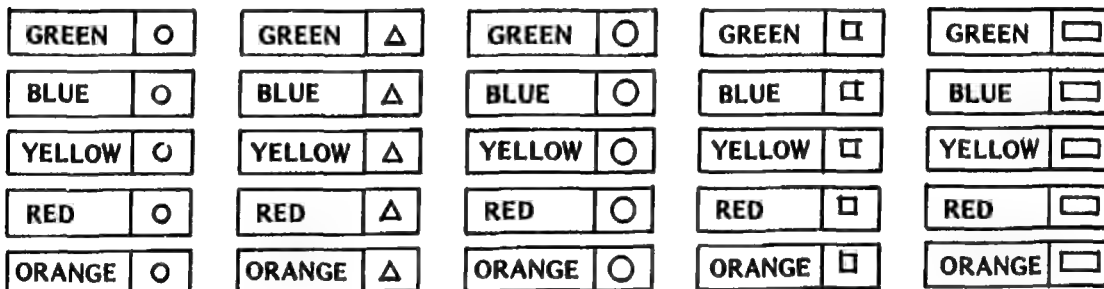 GREEN GREEN GREEN GREEN GREEN
BLUE BLUE BLUE BLUE BLUE
YELLOW YELLOW YELLOW YELLOW YELLOW
RED RED RED RED RED
ORANGE ORANGE ORANGE ORANGE ORANGE